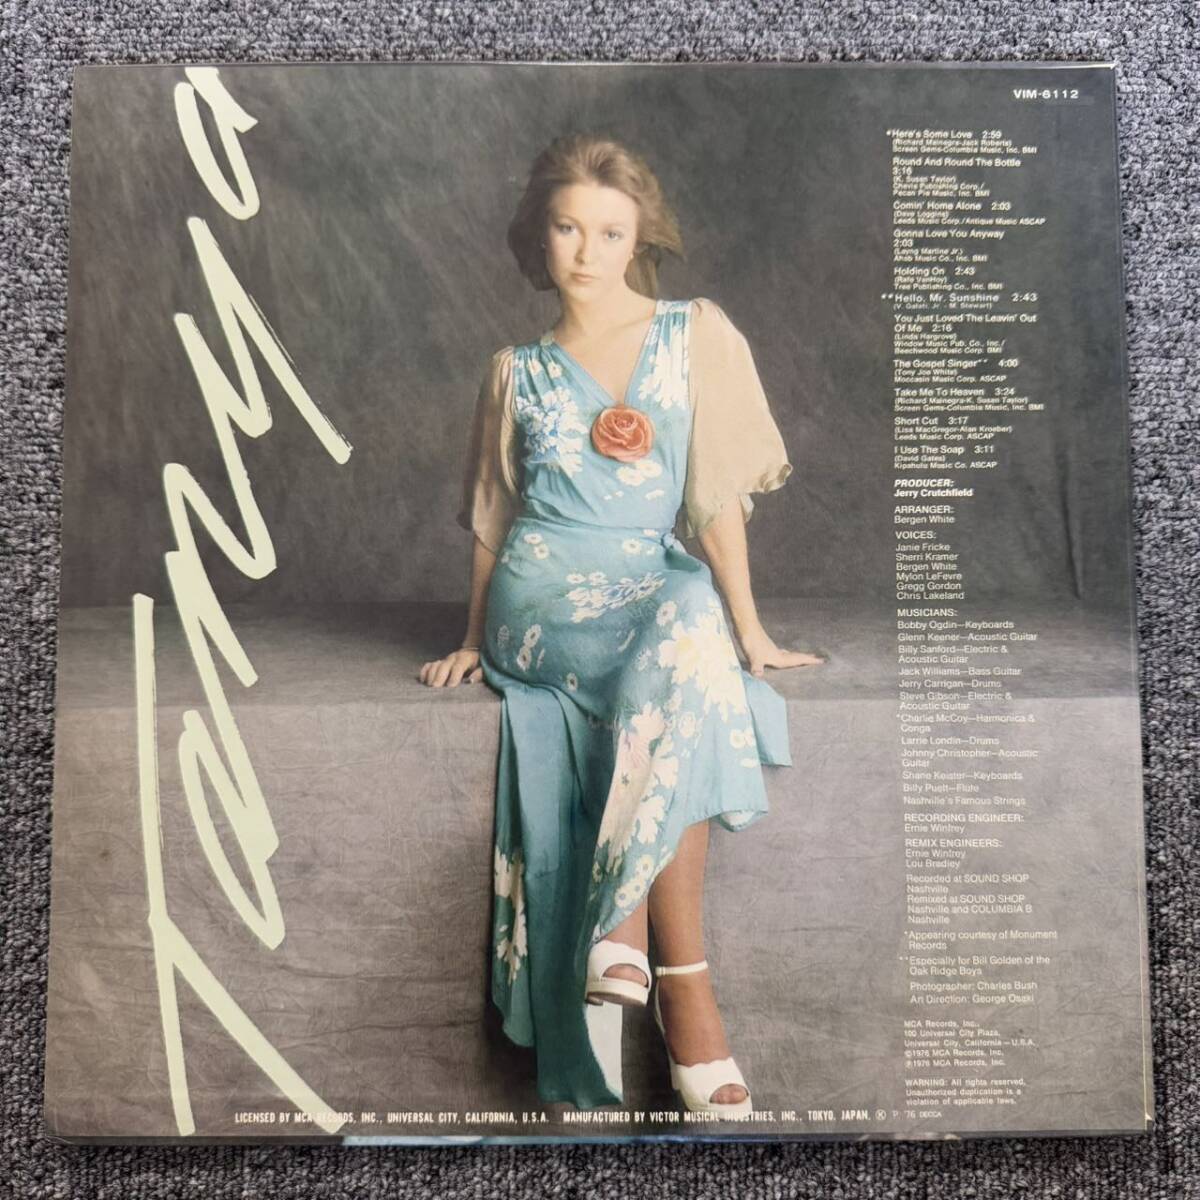 Tanya
VIM-6112
*Here's Some Love 2:59
(Richard Mainegra-Jack Roberts)
Screen Gems-Columbia Music, Inc. BMI
Round And Round The Bottle
3:16
(K. Susan Taylor)
Chevis Publishing Corp./
Pecan Pie Music, Inc. BMI
Comin' Home Alone 2:03
(Dave Loggins)
Leeds Music Corp./Antique Music ASCAP
Gonna Love You Anyway
2:03
(Layng Martine Jr.)
Ahab Music Co., Inc. BMI
Holding On 2:43
(Rafe VanHoy)
Tree Publishing Co., Inc. BMI
**Hello, Mr. Sunshine 2:43
(V. Galati, Jr. - M. Stewart)
You Just Loved The Leavin' Out
Of Me 2:16
(Linda Hargrove)
Window Music Pub. Co., Inc./
Beechwood Music Corp. BMI
The Gospel Singer** 4:00
(Tony Joe White)
Moccasin Music Corp. ASCAP
Take Me To Heaven 3:24
(Richard Mainegra-K. Susan Taylor)
Screen Gems-Columbia Music, Inc. BMI
Short Cut 3:17
(Lisa MacGregor-Alan Kroeber)
Leeds Music Corp. ASCAP
I Use The Soap 3:11
(David Gates)
Kipahulu Music Co. ASCAP
PRODUCER:
Jerry Crutchfield
ARRANGER:
Bergen White
VOICES:
Janie Fricke
Sherri Kramer
Bergen White
Mylon LeFevre
Gregg Gordon
Chris Lakeland
MUSICIANS:
Bobby Ogdin—Keyboards
Glenn Keener—Acoustic Guitar
Billy Sanford—Electric &
Acoustic Guitar
Jack Williams—Bass Guitar
Jerry Carrigan—Drums
Steve Gibson—Electric &
Acoustic Guitar
*Charlie McCoy—Harmonica &
Conga
Larrie Londin—Drums
Johnny Christopher—Acoustic
Guitar
Shane Keister—Keyboards
Billy Puett—Flute
Nashville's Famous Strings
RECORDING ENGINEER:
Ernie Winfrey
REMIX ENGINEERS:
Ernie Winfrey
Lou Bradley
Recorded at SOUND SHOP
Nashville
Remixed at SOUND SHOP
Nashville and COLUMBIA B
Nashville
*Appearing courtesy of Monument
Records
**Especially for Bill Golden of the
Oak Ridge Boys
Photographer: Charles Bush
Art Direction: George Osaki
MCA Records, Inc.,
100 Universal City Plaza,
Universal City, California—U.S.A.
©1976 MCA Records, Inc.
℗1976 MCA Records, Inc.
WARNING: All rights reserved.
Unauthorized duplication is a
violation of applicable laws.
LICENSED BY MCA RECORDS, INC., UNIVERSAL CITY, CALIFORNIA, U.S.A. MANUFACTURED BY VICTOR MUSICAL INDUSTRIES, INC., TOKYO, JAPAN. Ⓚ P '76 DECCA